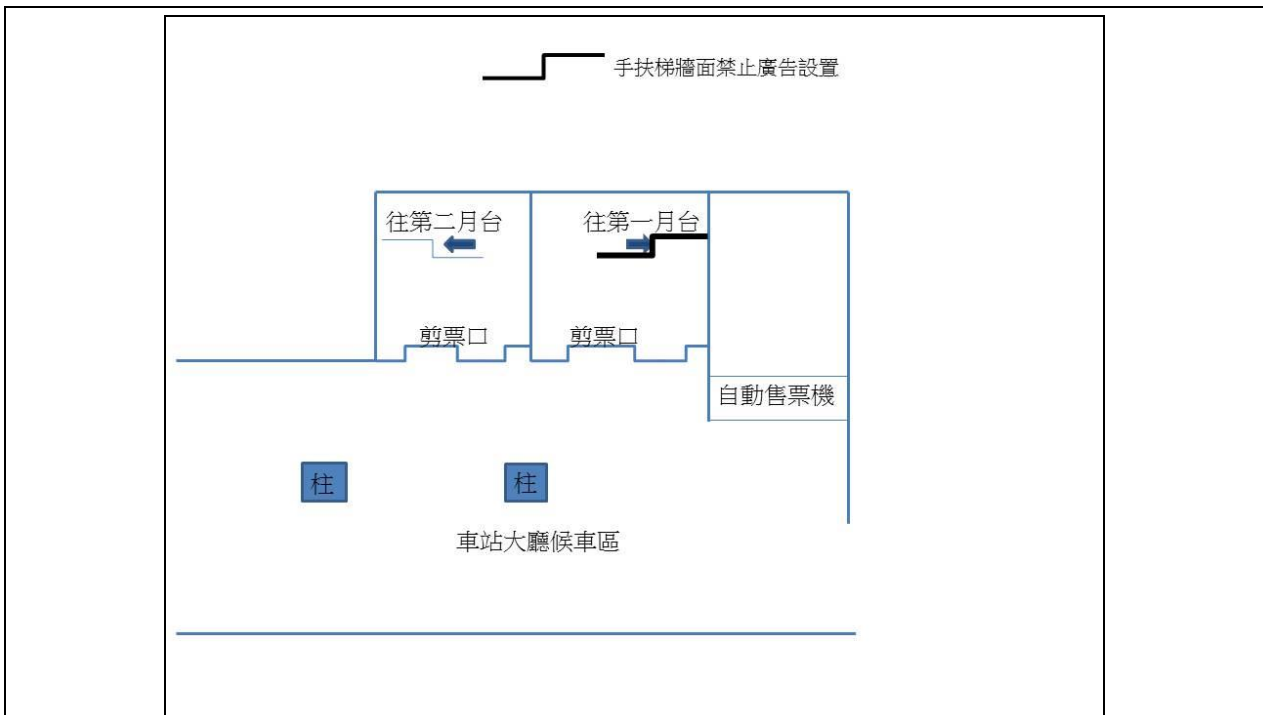 手扶梯牆面禁止廣告設置
往第二月台
往第一月台
剪票口
剪票口
自動售票機
柱
柱
車站大廳候車區